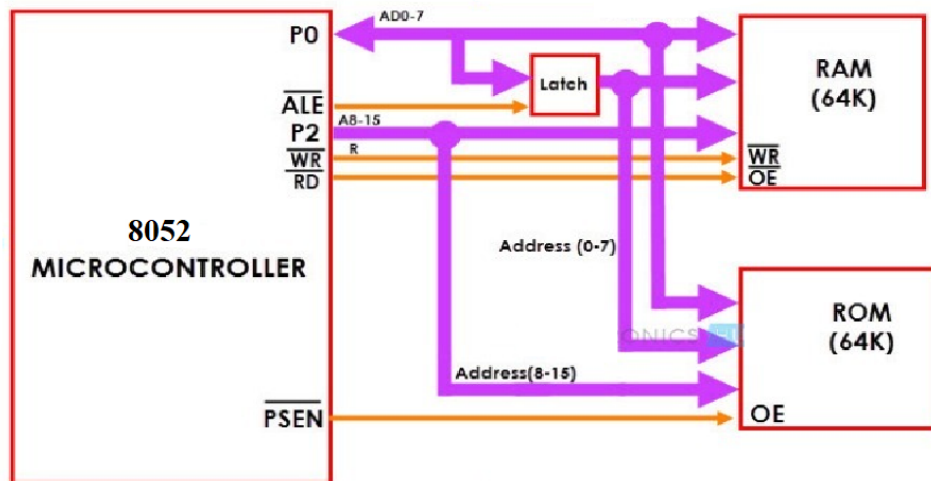 P0
AD0-7
ALE
P2
A8-15
WR
R
RD
8052
MICROCONTROLLER
PSEN
Latch
RAM
(64K)
WR
OE
Address (0-7)
Address(8-15)
ROM
(64K)
OE